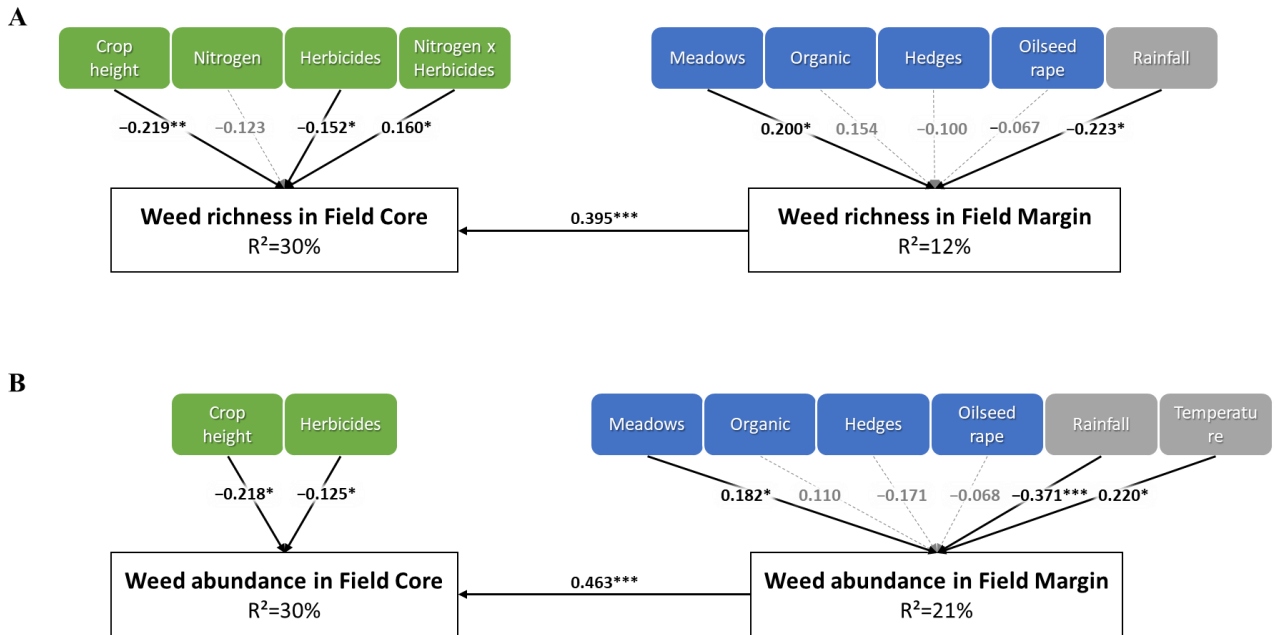 A
Crop
height
Nitrogen
Herbicides
Nitrogen x
Herbicides
Meadows
Organic
Hedges
Oilseed
rape
Rainfall
−0.219**
−0.123
−0.152*
0.160*
0.200*
0.154
−0.100
−0.067
−0.223*
Weed richness in Field Core
R²=30%
0.395***
Weed richness in Field Margin
R²=12%
B
Crop
height
Herbicides
Meadows
Organic
Hedges
Oilseed
rape
Rainfall
Temperatu
re
−0.218*
−0.125*
0.182*
0.110
−0.171
−0.068
−0.371***
0.220*
Weed abundance in Field Core
R²=30%
0.463***
Weed abundance in Field Margin
R²=21%